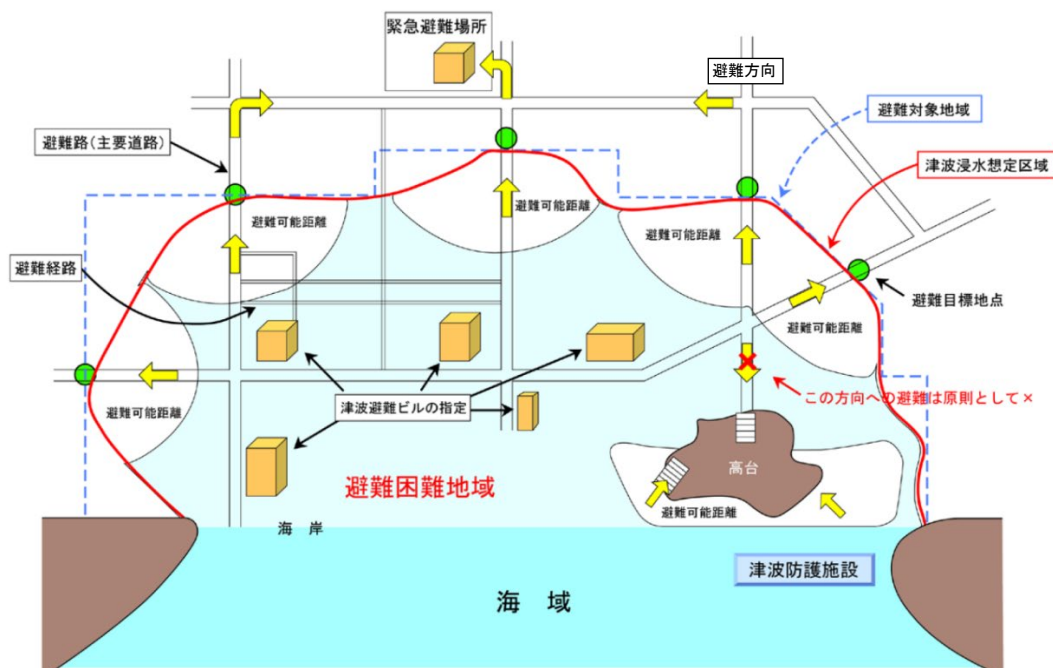 緊急避難場所
避難方向
避難対象地域
避難路(主要道路)
津波浸水想定区域
避難可能距離
避難可能距離
避難可能距離
避難経路
避難目標地点
避難可能距離
避難可能距離
この方向への避難は原則として×
津波避難ビルの指定
高台
避難困難地域
避難可能距離
海 岸
津波防護施設
海 域